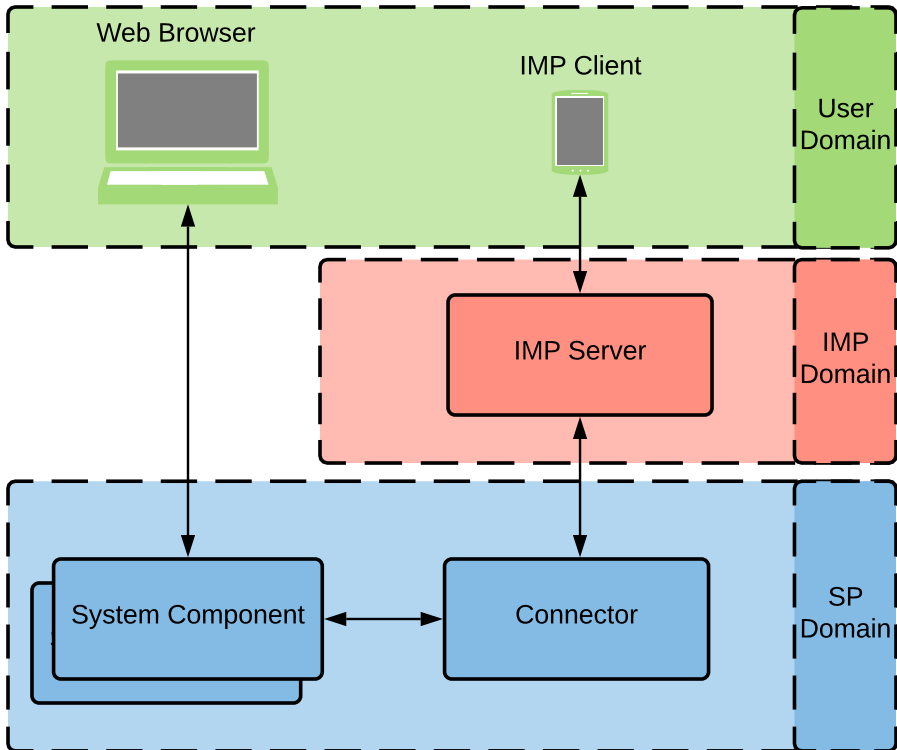 Web Browser
IMP Client
User
Domain
IMP Server
IMP
Domain
System Component
Connector
SP
Domain